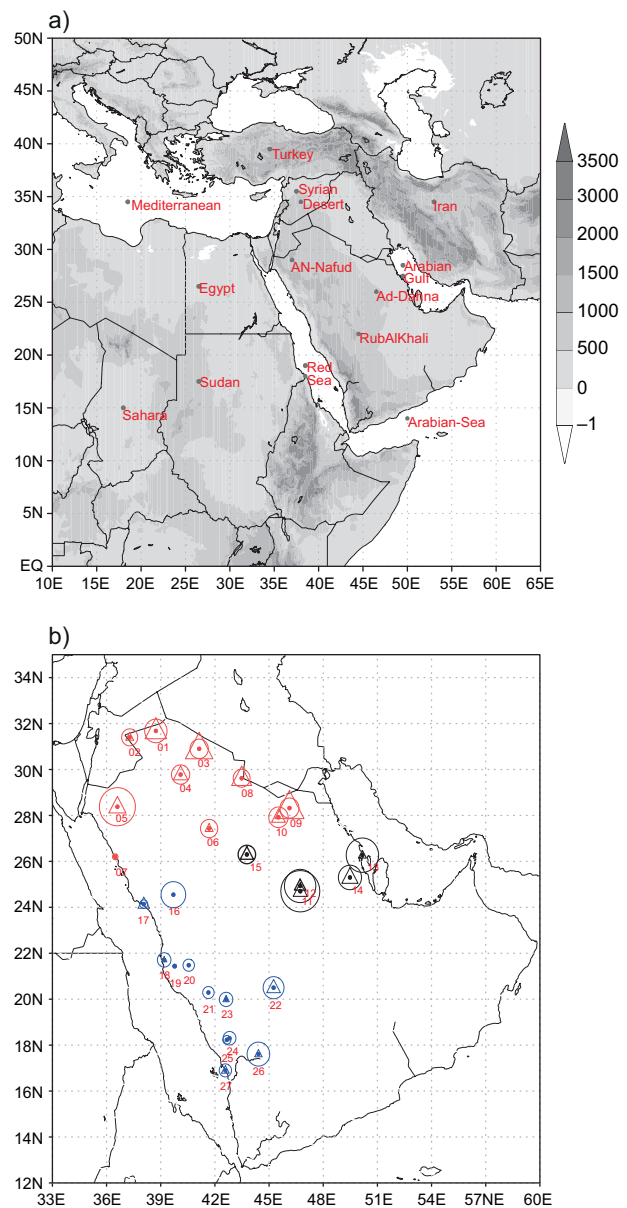 a)
50N
45N
40N
35N
30N
25N
20N
15N
10N
5N
EQ
10E 15E 20E 25E 30E 35E 40E 45E 50E 55E 60E 65E
Turkey
Syrian
Desert
Mediterranean
Iran
AN-Nafud
Arabian
Gulf
Egypt
Ad-Dahna
RubAlKhali
Red
Sea
Sudan
Sahara
Arabian-Sea
3500
3000
2000
1500
1000
500
0
–1
b)
34N
32N
30N
28N
26N
24N
22N
20N
18N
16N
14N
12N
33E 36E 39E 42E 45E 48E 51E 54E 57NE 60E
01
02
03
04
08
05
09
10
06
15
13
07
14
12
11
16
17
18
19
20
21
22
23
24
25
26
27